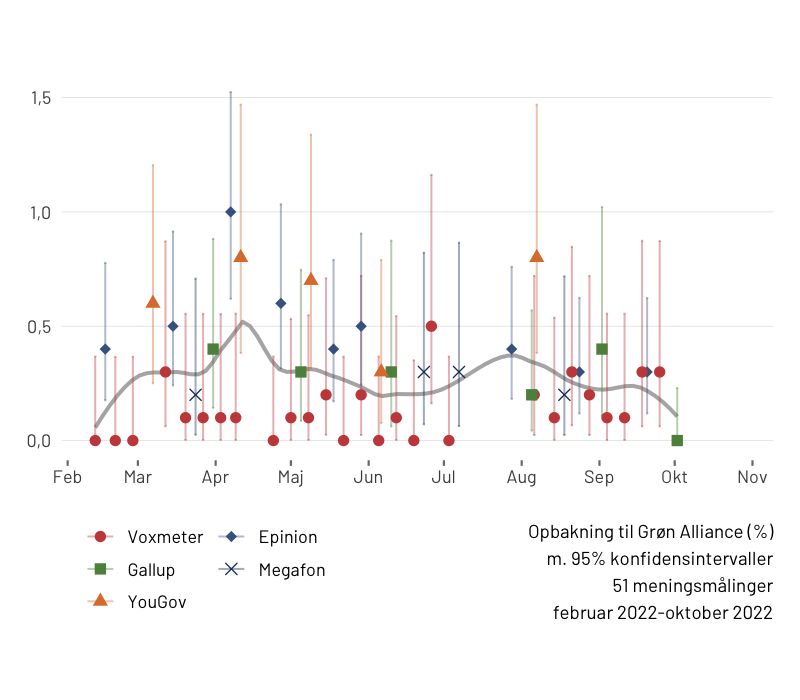 1,5
1,0
0,5
0,0
Feb Mar Apr Maj Jun Jul Aug Sep Okt Nov
Voxmeter Epinion
Gallup Megafon
YouGov
Opbakning til Grøn Alliance (%)
m. 95% konfidensintervaller
51 meningsmålinger
februar 2022-oktober 2022